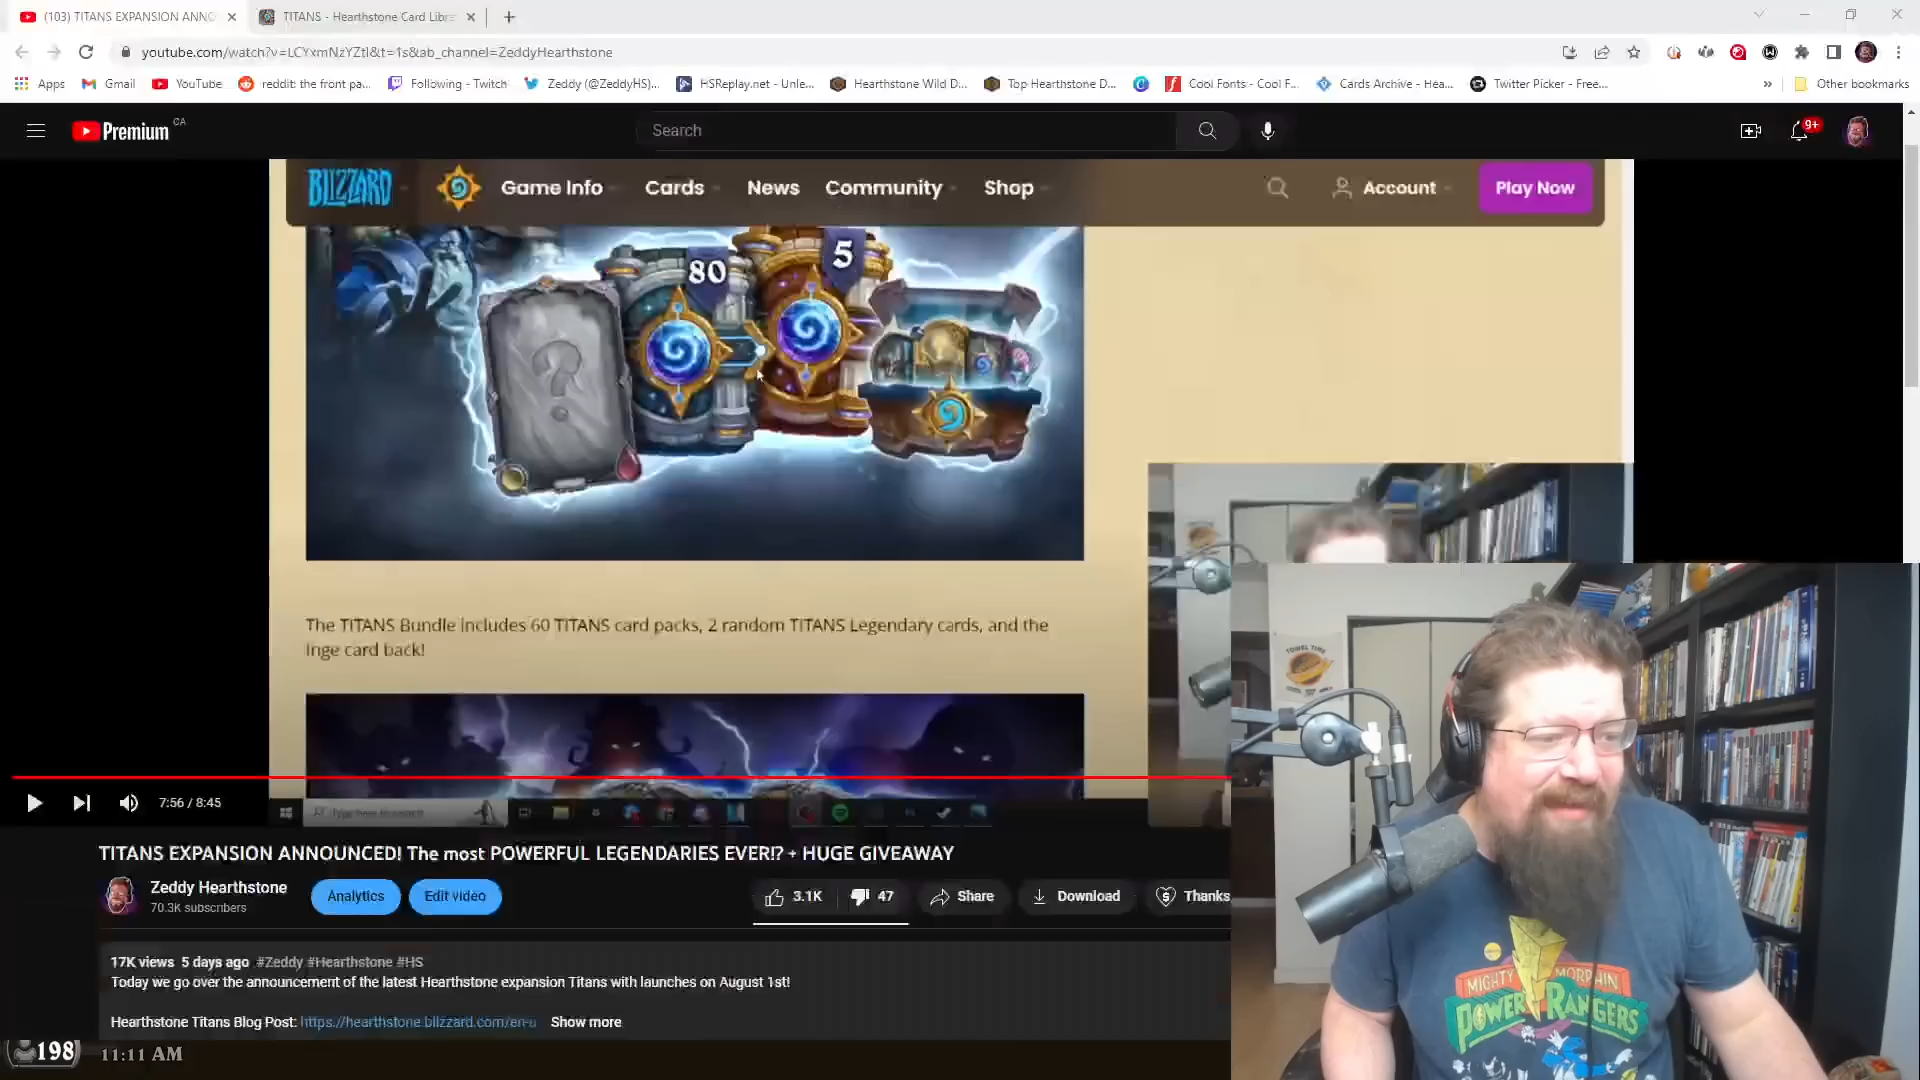 (103) TITANS EXPANSION ANNO
TITANS - Hearthstone Card Libr
youtube.com/watch?v=LCYxmNzYZtI&t=1s&ab_channel=ZeddyHearthstone
Apps
Gmail
YouTube
reddit: the front pa...
Following - Twitch
Zeddy (@ZeddyHS)...
HSReplay.net - Unle...
Hearthstone Wild D...
Top Hearthstone D...
Cool Fonts - Cool F...
Cards Archive - Hea...
Twitter Picker - Free...
»
Other bookmarks
Premium CA
Search
9+
BLIZZARD
Game Info
Cards
News
Community
Shop
Account
Play Now
80
5
The TITANS Bundle includes 60 TITANS card packs, 2 random TITANS Legendary cards, and the
Inge card back!
Type here to search
7:56 / 8:45
TOWEL TIME
TITANS EXPANSION ANNOUNCED! The most POWERFUL LEGENDARIES EVER!? + HUGE GIVEAWAY
Zeddy Hearthstone
70.3K subscribers
Analytics
Edit video
3.1K
47
Share
Download
Thanks
17K views 5 days ago #Zeddy #Hearthstone #HS
Today we go over the announcement of the latest Hearthstone expansion Titans with launches on August 1st!
Hearthstone Titans Blog Post: https://hearthstone.blizzard.com/en-u
Show more
198
11:11 AM
MIGHTY MORPHIN
POWER RANGERS